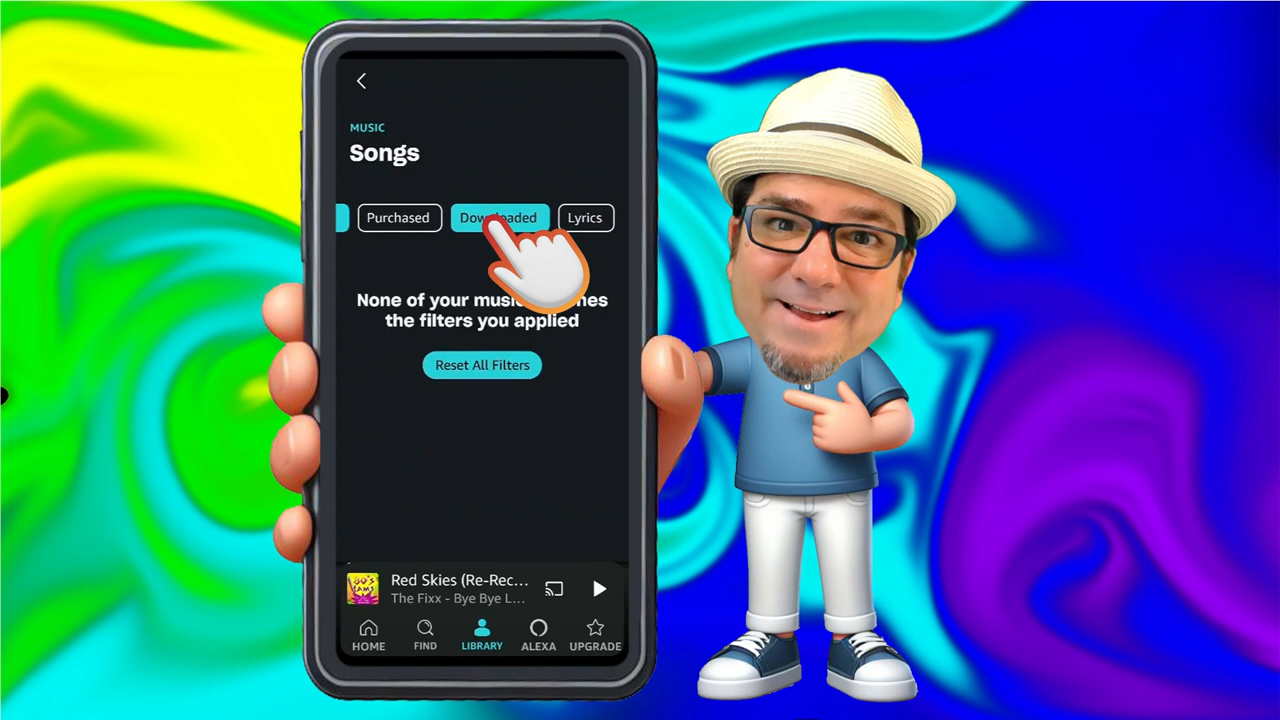 MUSIC
Songs
Purchased
Downloaded
Lyrics
None of your music
the filters you applied
Reset All Filters
80's
Red Skies (Re-Rec...
The Fixx - Bye Bye L...
HOME
FIND
LIBRARY
ALEXA
UPGRADE